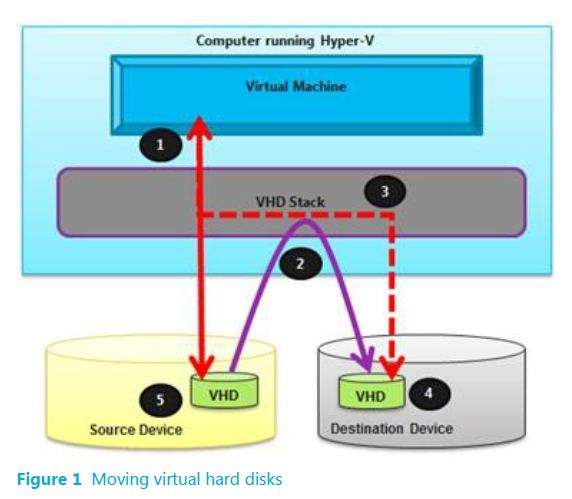 Computer running Hyper-V
Virtual Machine
1
3
VHD Stack
2
5
VHD
VHD
4
Source Device
Destination Device
Figure 1 Moving virtual hard disks